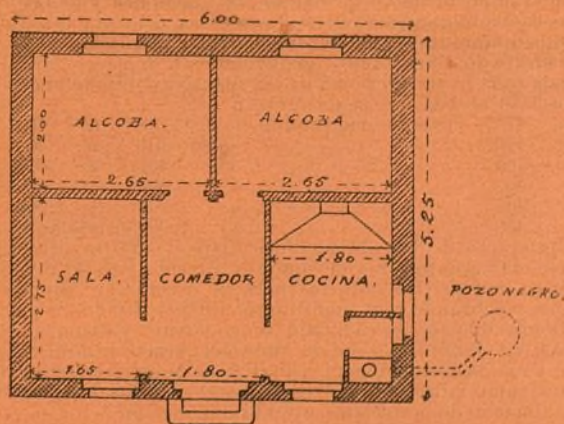 6.00
ALCOBA.
ALCOBA
2.00
2.65
2.65
5.25
1.80
SALA.
COMEDOR
COCINA.
2.75
POZO NEGRO.
1.65
1.80